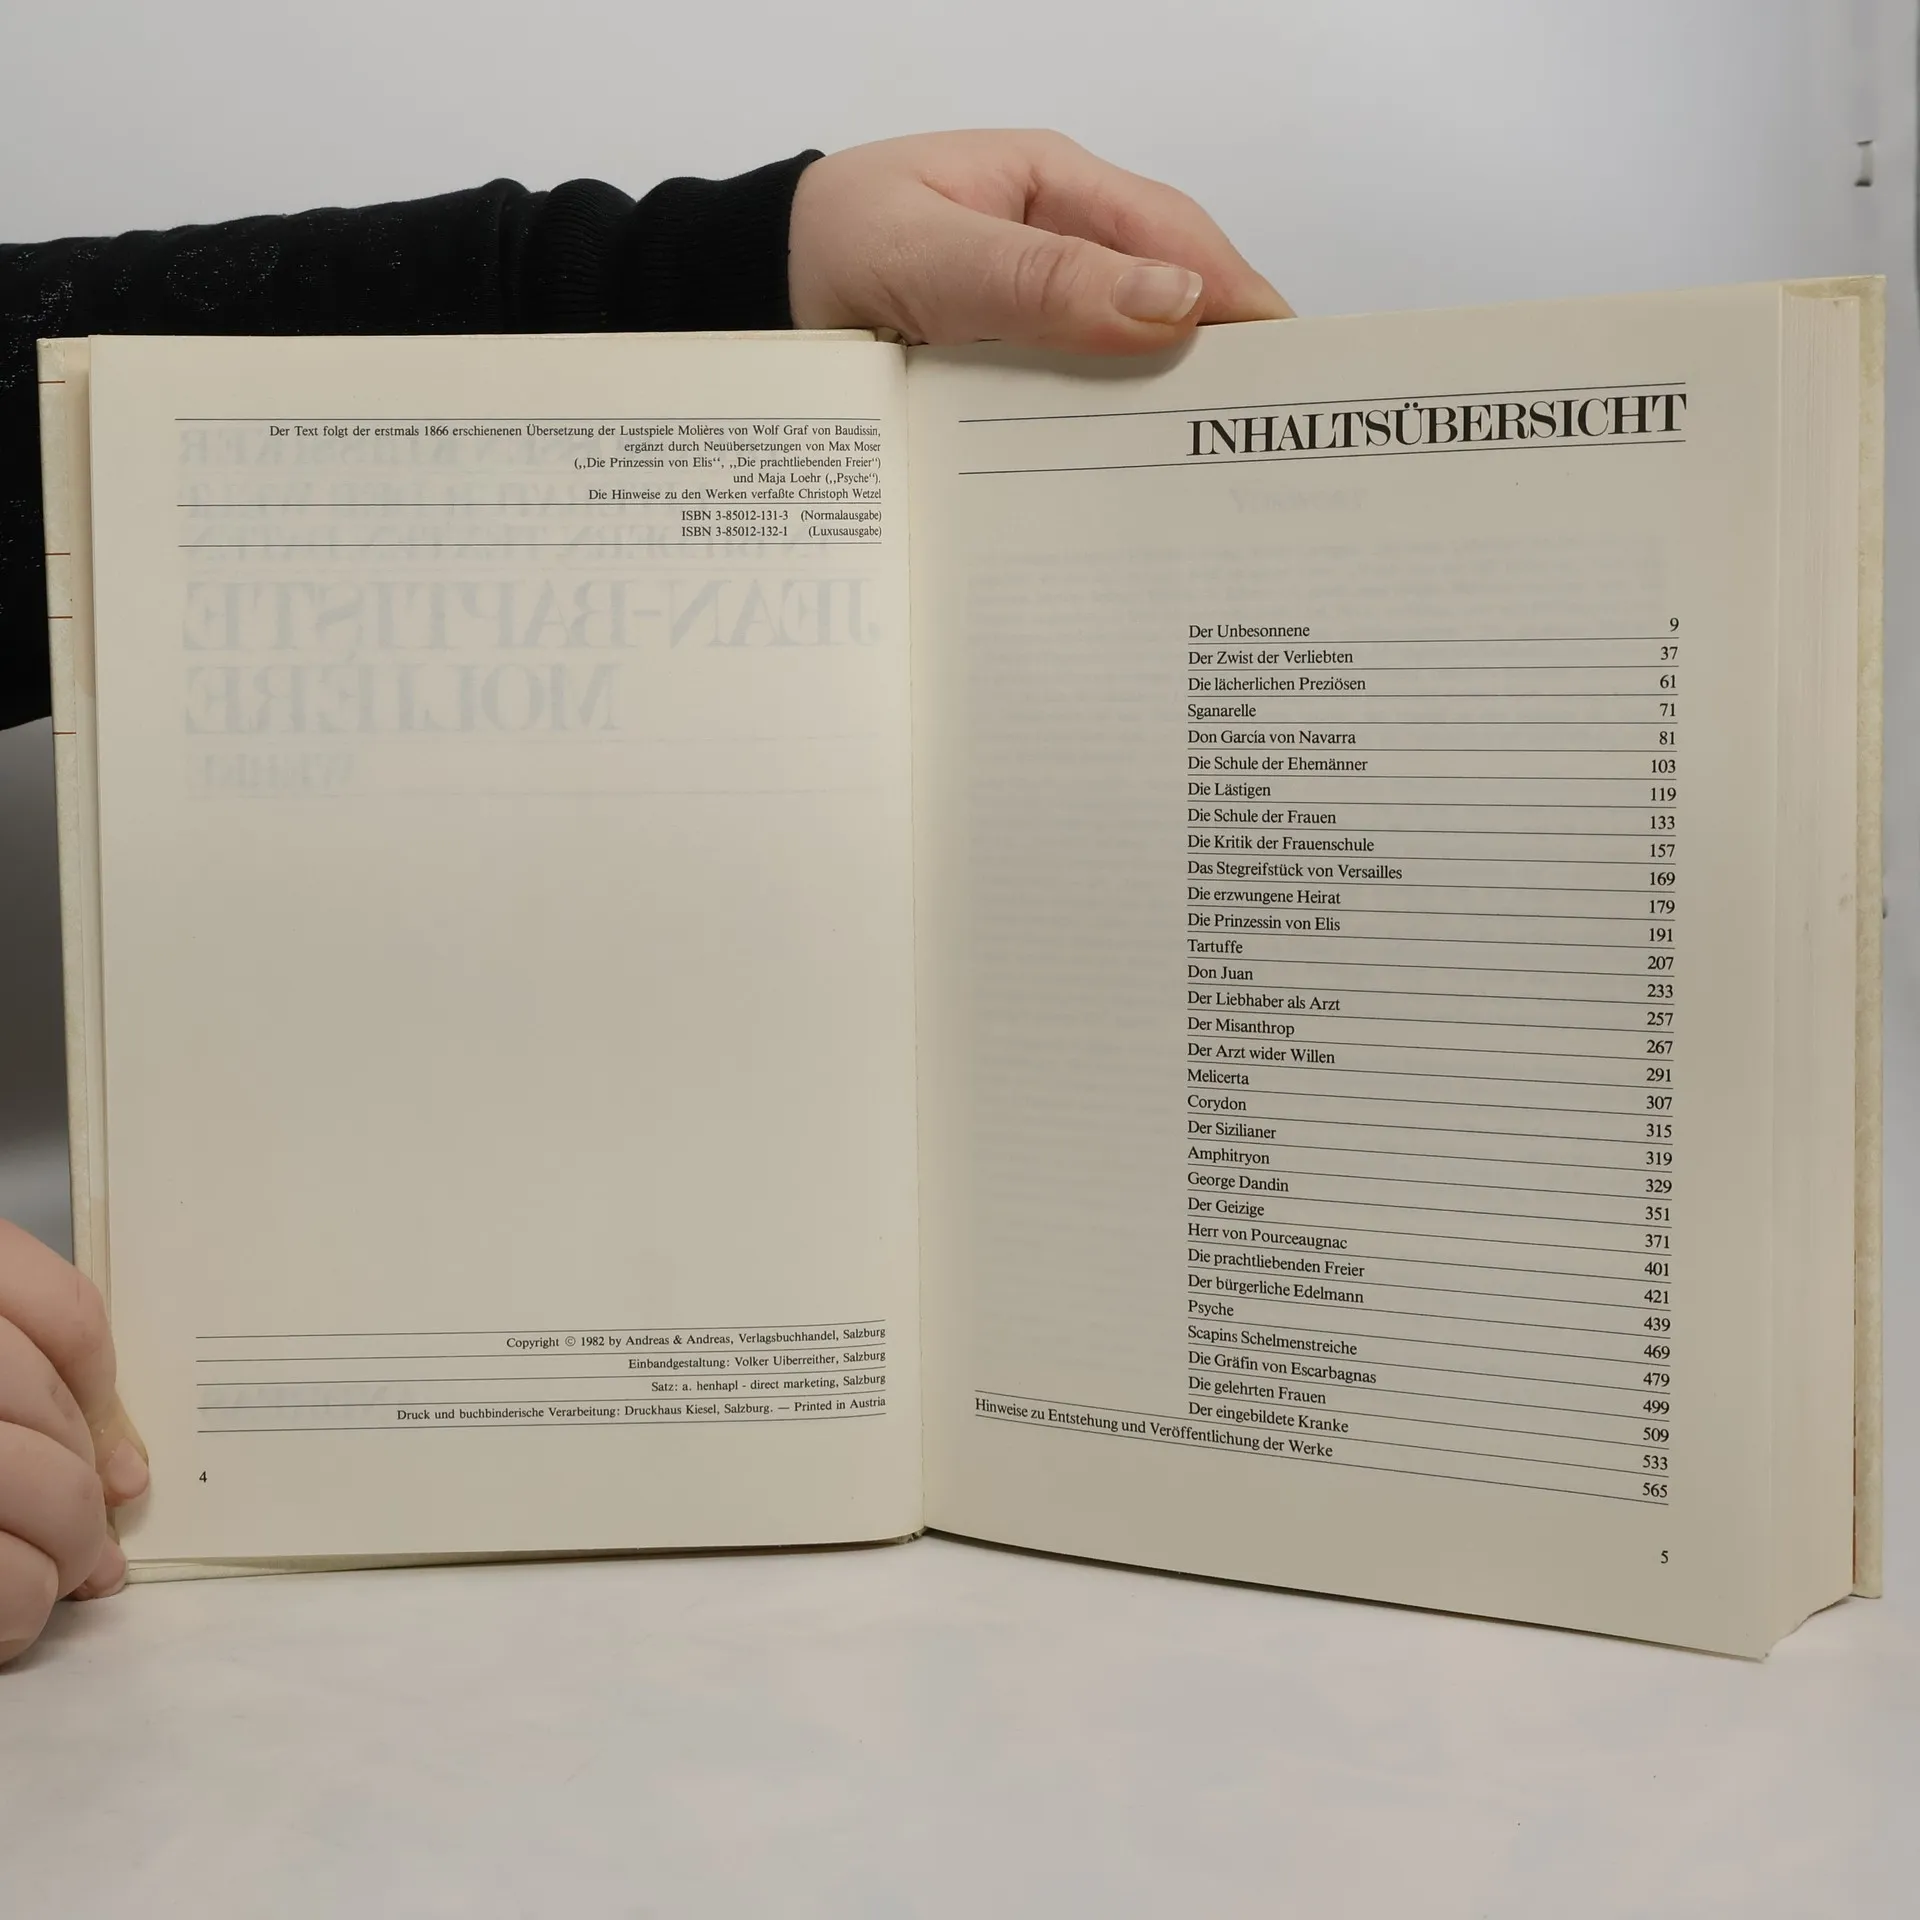 Der Text folgt der erstmals 1866 erschienenen Übersetzung der Lustspiele Molières von Wolf Graf von Baudissin,
ergänzt durch Neuübersetzungen von Max Moser
(„Die Prinzessin von Elis“, „Die prachtliebenden Freier“)
und Maja Loehr („Psyche“).
Die Hinweise zu den Werken verfaßte Christoph Wetzel
ISBN 3-85012-131-3 (Normalausgabe)
ISBN 3-85012-132-1 (Luxusausgabe)
JEAN-BAPTISTE
MOLIÈRE
Copyright © 1982 by Andreas & Andreas, Verlagsbuchhandel, Salzburg
Einbandgestaltung: Volker Uiberreither, Salzburg
Satz: a. henhapl - direct marketing, Salzburg
Druck und buchbinderische Verarbeitung: Druckhaus Kiesel, Salzburg. — Printed in Austria
4
INHALTSÜBERSICHT
Der Unbesonnene 9
Der Zwist der Verliebten 37
Die lächerlichen Preziösen 61
Sganarelle 71
Don García von Navarra 81
Die Schule der Ehemänner 103
Die Lästigen 119
Die Schule der Frauen 133
Die Kritik der Frauenschule 157
Das Stegreifstück von Versailles 169
Die erzwungene Heirat 179
Die Prinzessin von Elis 191
Tartuffe 207
Don Juan 233
Der Liebhaber als Arzt 257
Der Misanthrop 267
Der Arzt wider Willen 291
Melicerta 307
Corydon 315
Der Sizilianer 319
Amphitryon 329
George Dandin 351
Der Geizige 371
Herr von Pourceaugnac 401
Die prachtliebenden Freier 421
Der bürgerliche Edelmann 439
Psyche 469
Scapins Schelmenstreiche 479
Die Gräfin von Escarbagnas 499
Die gelehrten Frauen 509
Der eingebildete Kranke 533
Hinweise zu Entstehung und Veröffentlichung der Werke 565
5